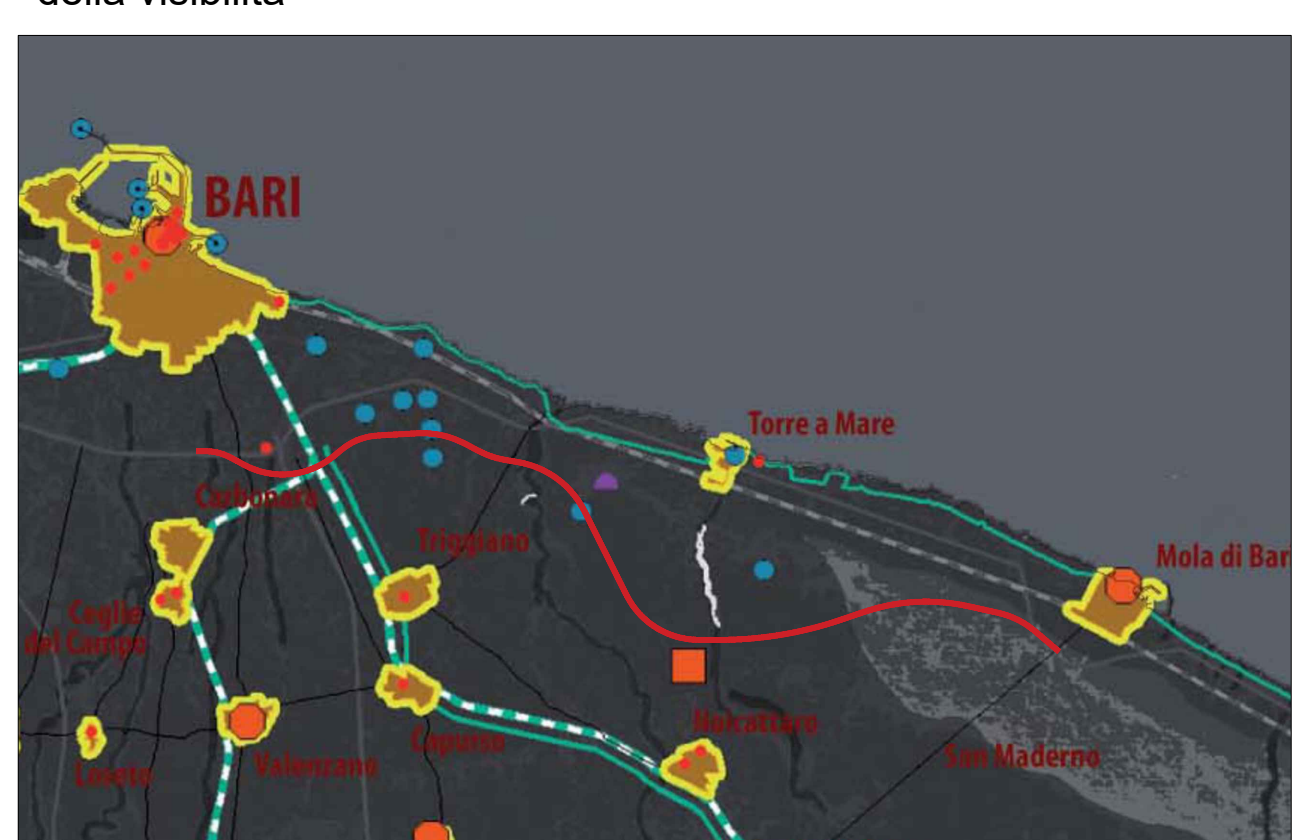 della visibilità
BARI
Torre a Mare
Mola di Bari
Carbonara
Triggiano
Ceglie
del Campo
Noicattaro
Capurso
San Maderno
Valenzano
Loseto